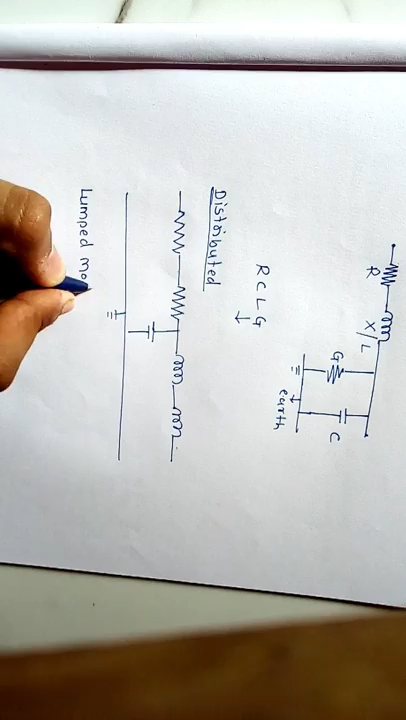 R
X/L
G
C
earth
R C L G
Distributed
Lumped mo